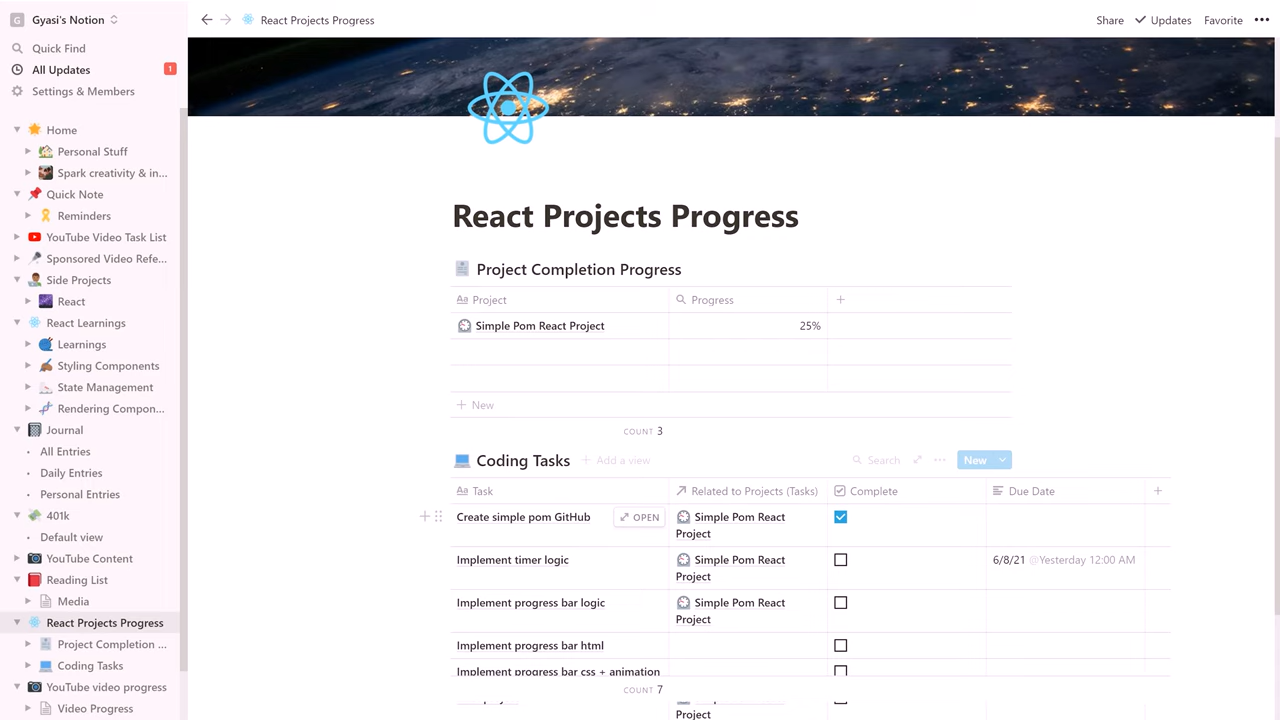 G Gyasi's Notion
Quick Find
All Updates 1
Settings & Members
Home
Personal Stuff
Spark creativity & in...
Quick Note
Reminders
YouTube Video Task List
Sponsored Video Refe...
Side Projects
React
React Learnings
Learnings
Styling Components
State Management
Rendering Compon...
Journal
All Entries
Daily Entries
Personal Entries
401k
Default view
YouTube Content
Reading List
Media
React Projects Progress
Project Completion ...
Coding Tasks
YouTube video progress
Video Progress
React Projects Progress
Share Updates Favorite •••
React Projects Progress
Project Completion Progress
Aa Project Progress +
Simple Pom React Project 25%
+ New
COUNT 3
Coding Tasks + Add a view Search ••• New
Aa Task Related to Projects (Tasks) Complete Due Date +
Create simple pom GitHub OPEN Simple Pom React
Project
Implement timer logic Simple Pom React 6/8/21 @Yesterday 12:00 AM
Project
Implement progress bar logic Simple Pom React
Project
Implement progress bar html
Implement progress bar css + animation
COUNT 7
Project